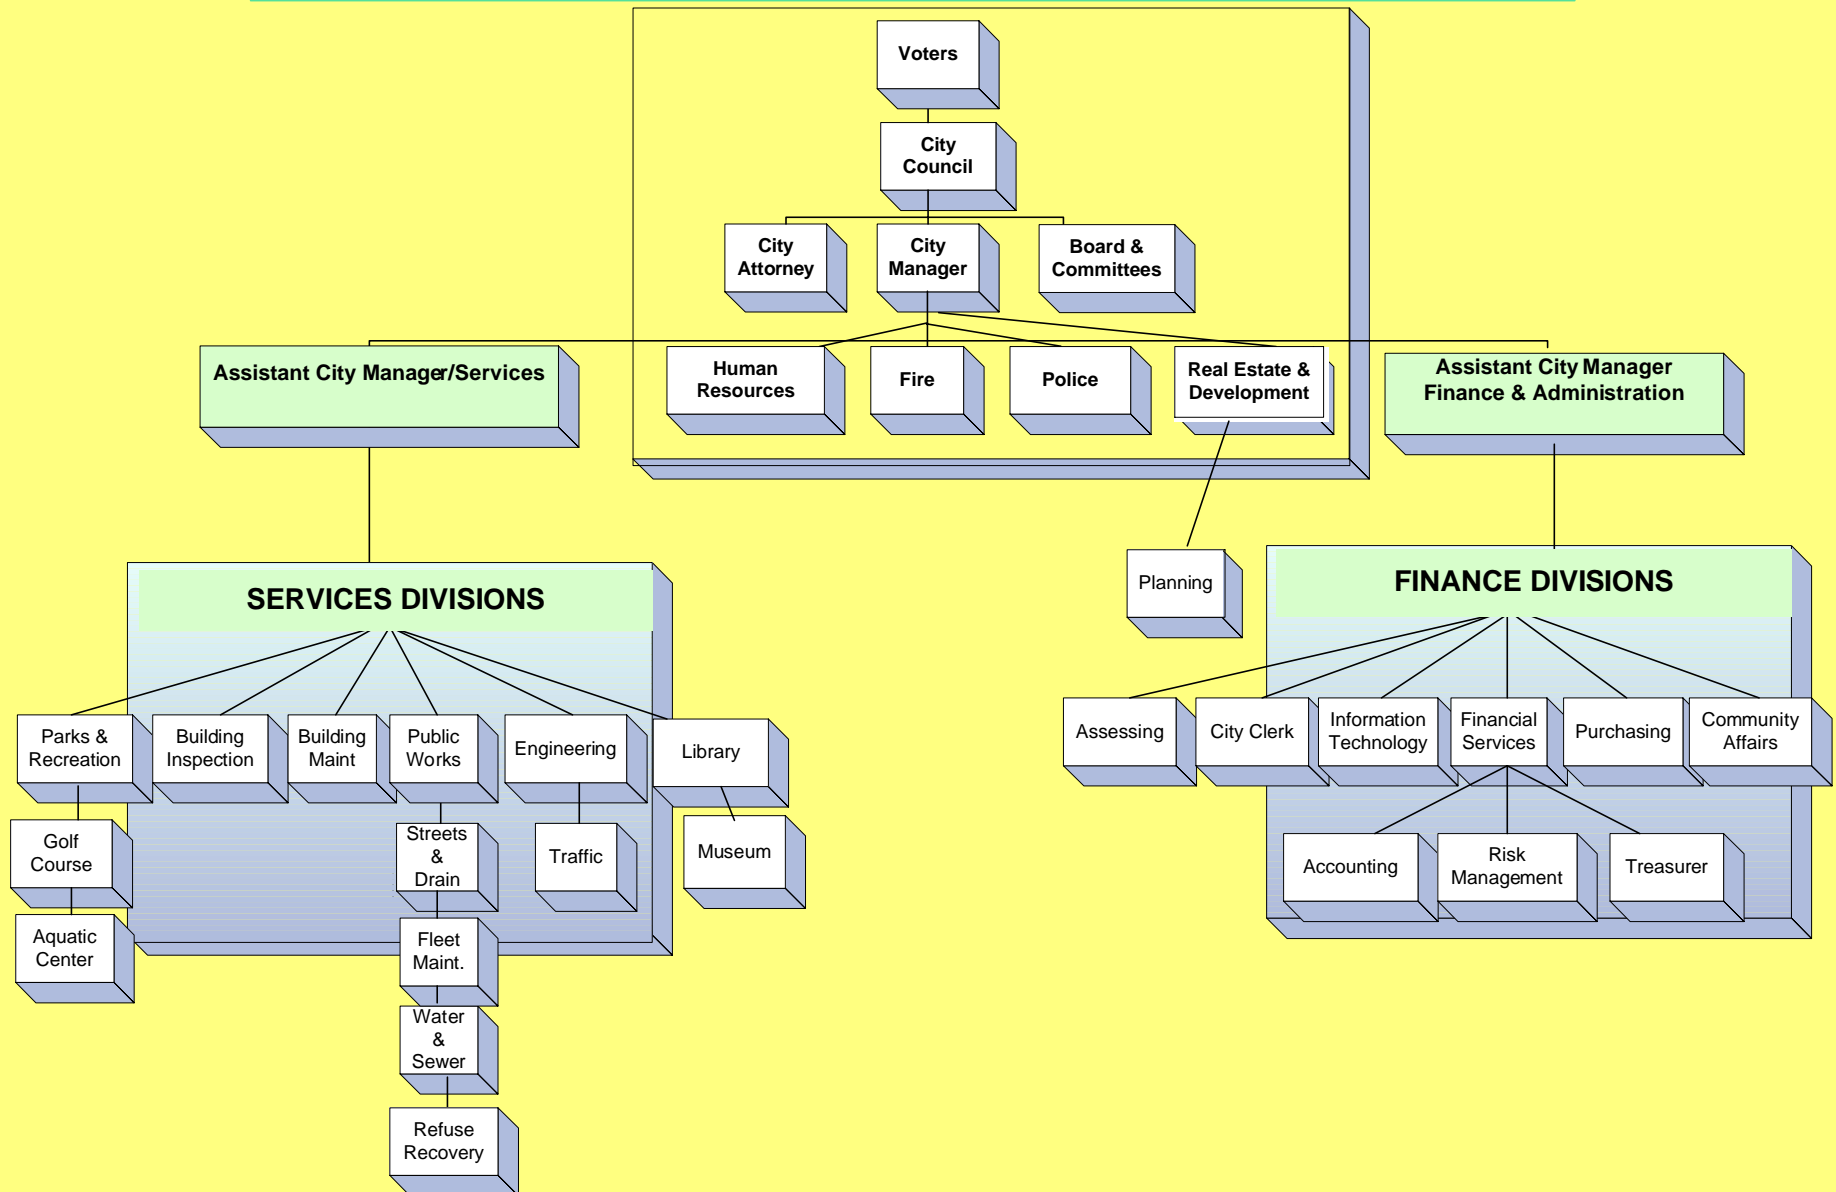 Voters
City
Council
City
Attorney
City
Manager
Board &
Committees
Assistant City Manager/Services
Human
Resources
Fire
Police
Real Estate &
Development
Assistant City Manager
Finance & Administration
Planning
SERVICES DIVISIONS
FINANCE DIVISIONS
Parks &
Recreation
Building
Inspection
Building
Maint
Public
Works
Engineering
Library
Assessing
City Clerk
Information
Technology
Financial
Services
Purchasing
Community
Affairs
Golf
Course
Streets
&
Drain
Traffic
Museum
Accounting
Risk
Management
Treasurer
Aquatic
Center
Fleet
Maint.
Water
&
Sewer
Refuse
Recovery